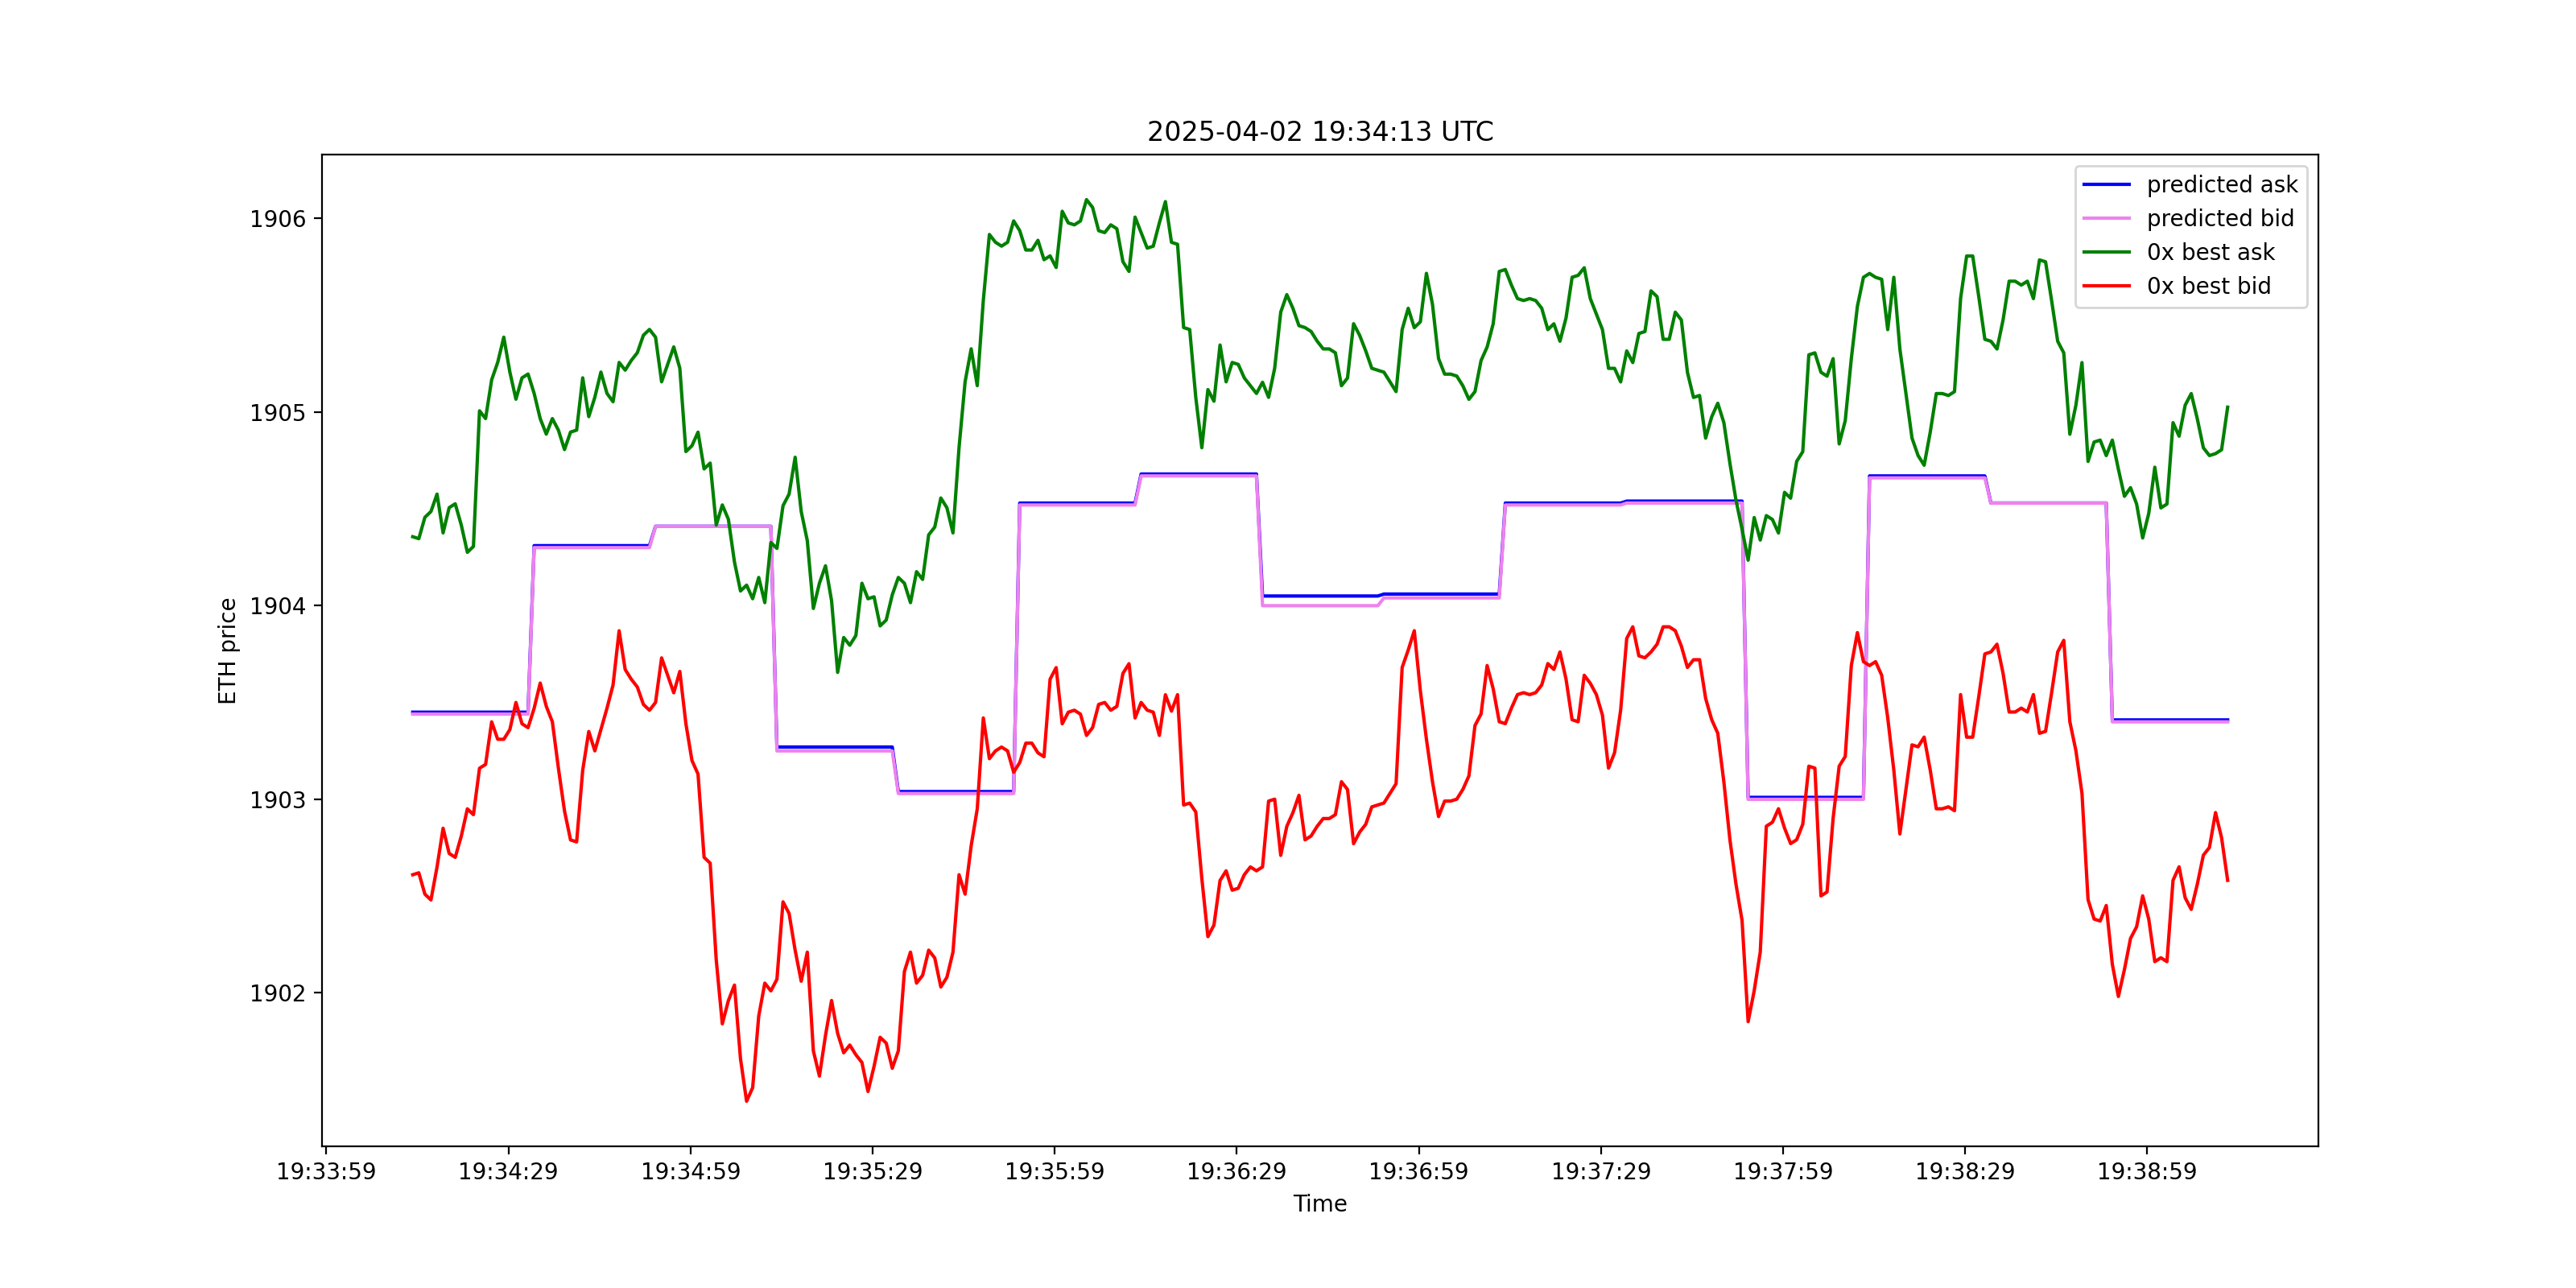 2025-04-02 19:34:13 UTC
predicted ask
predicted bid
0x best ask
0x best bid
1906
1905
1904
1903
1902
ETH price
19:33:59
19:34:29
19:34:59
19:35:29
19:35:59
19:36:29
19:36:59
19:37:29
19:37:59
19:38:29
19:38:59
Time